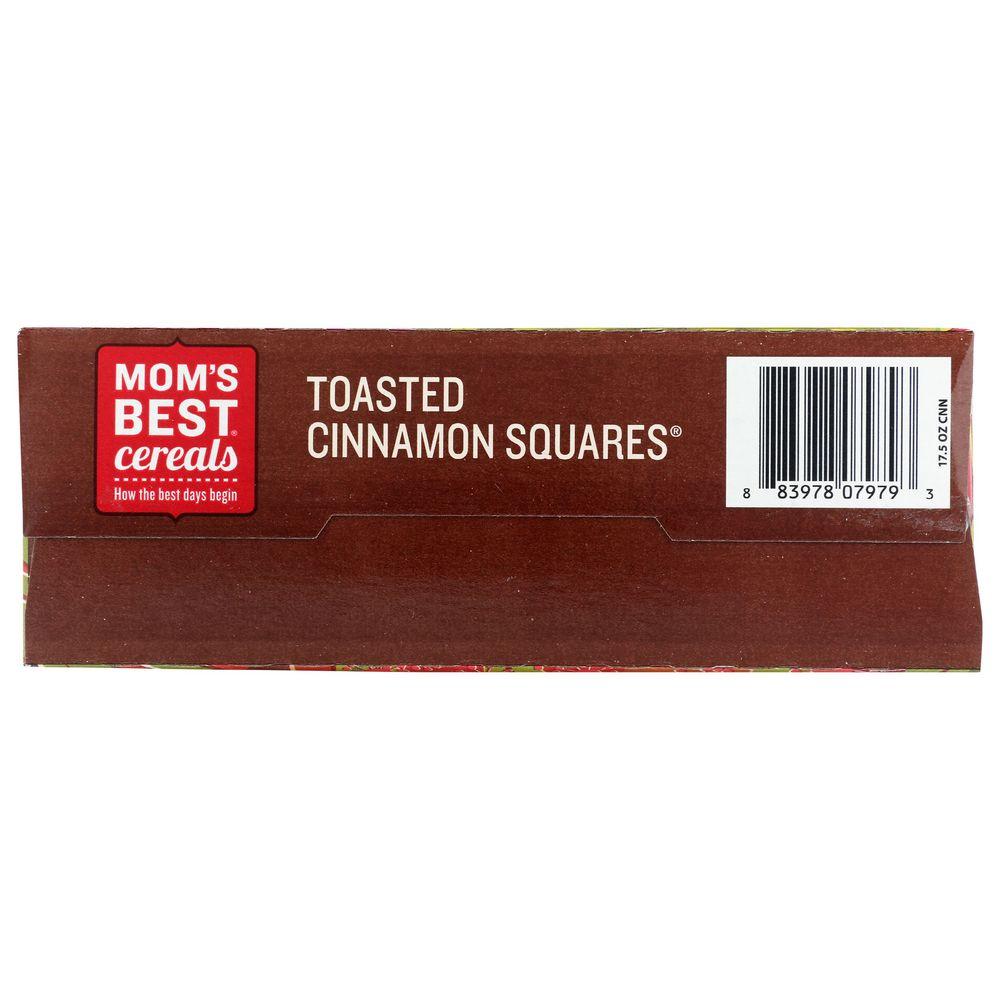 MOM'S
BEST®
cereals
How the best days begin
TOASTED
CINNAMON SQUARES®
8 83978 07979 3
17.5 OZ CNN